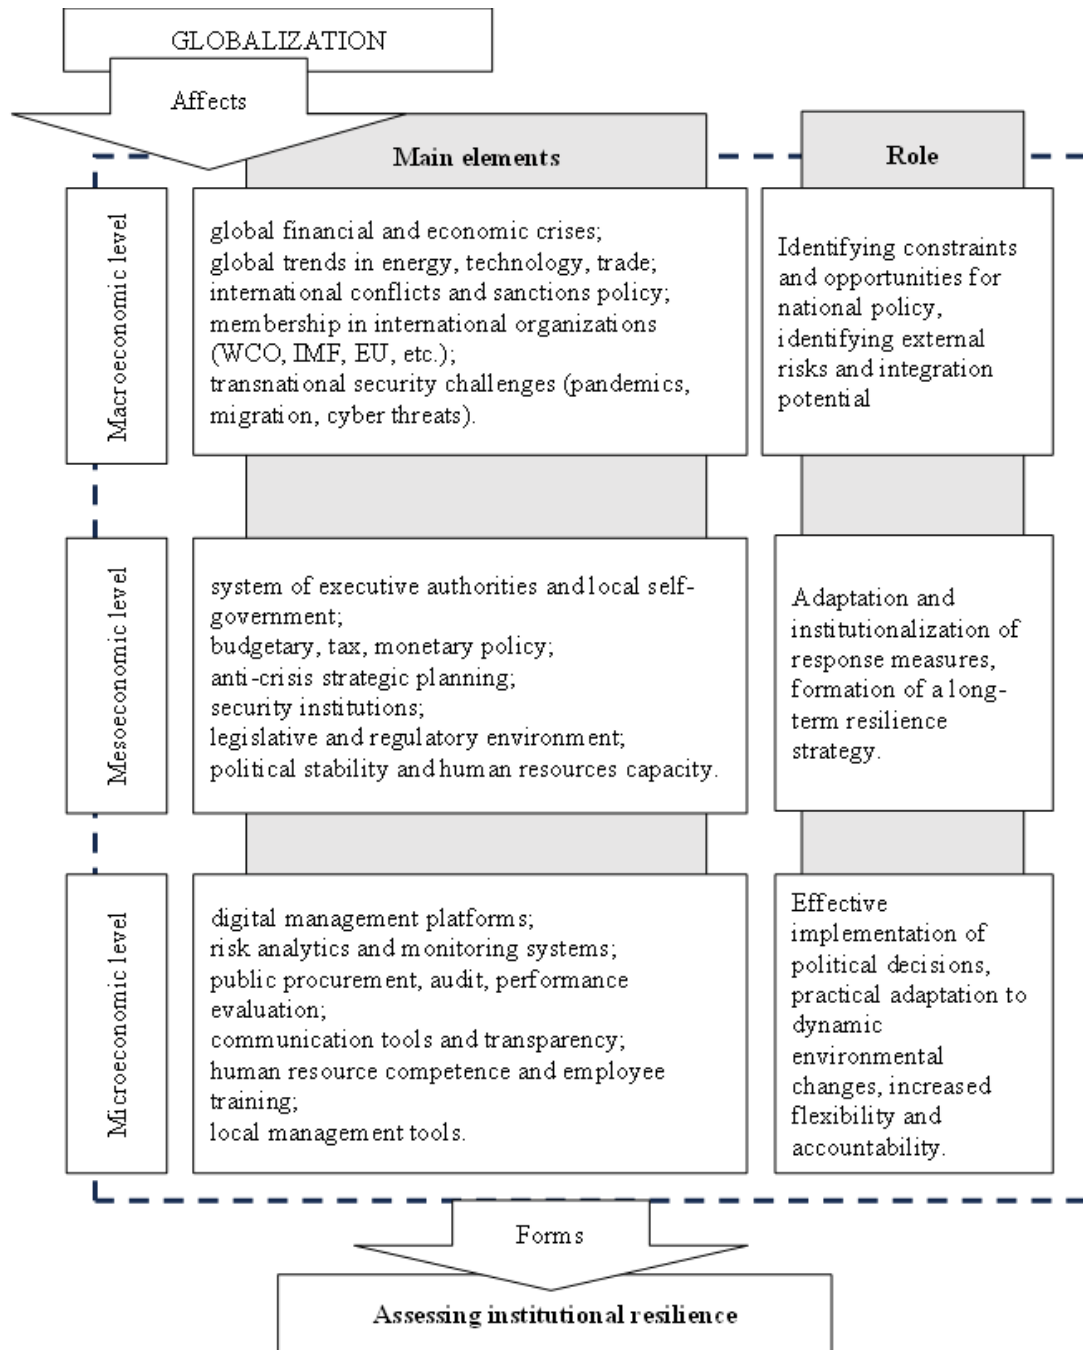 GLOBALIZATION
Affects
Main elements
Role
Macroeconomic level
global financial and economic crises;
global trends in energy, technology, trade;
international conflicts and sanctions policy;
membership in international organizations
(WCO, IMF, EU, etc.);
transnational security challenges (pandemics,
migration, cyber threats).
Identifying constraints
and opportunities for
national policy,
identifying external
risks and integration
potential
Mesoeconomic level
system of executive authorities and local self-
government;
budgetary, tax, monetary policy;
anti-crisis strategic planning;
security institutions;
legislative and regulatory environment;
political stability and human resources capacity.
Adaptation and
institutionalization of
response measures,
formation of a long-
term resilience
strategy.
Microeconomic level
digital management platforms;
risk analytics and monitoring systems;
public procurement, audit, performance
evaluation;
communication tools and transparency;
human resource competence and employee
training;
local management tools.
Effective
implementation of
political decisions,
practical adaptation to
dynamic
environmental
changes, increased
flexibility and
accountability.
Forms
Assessing institutional resilience